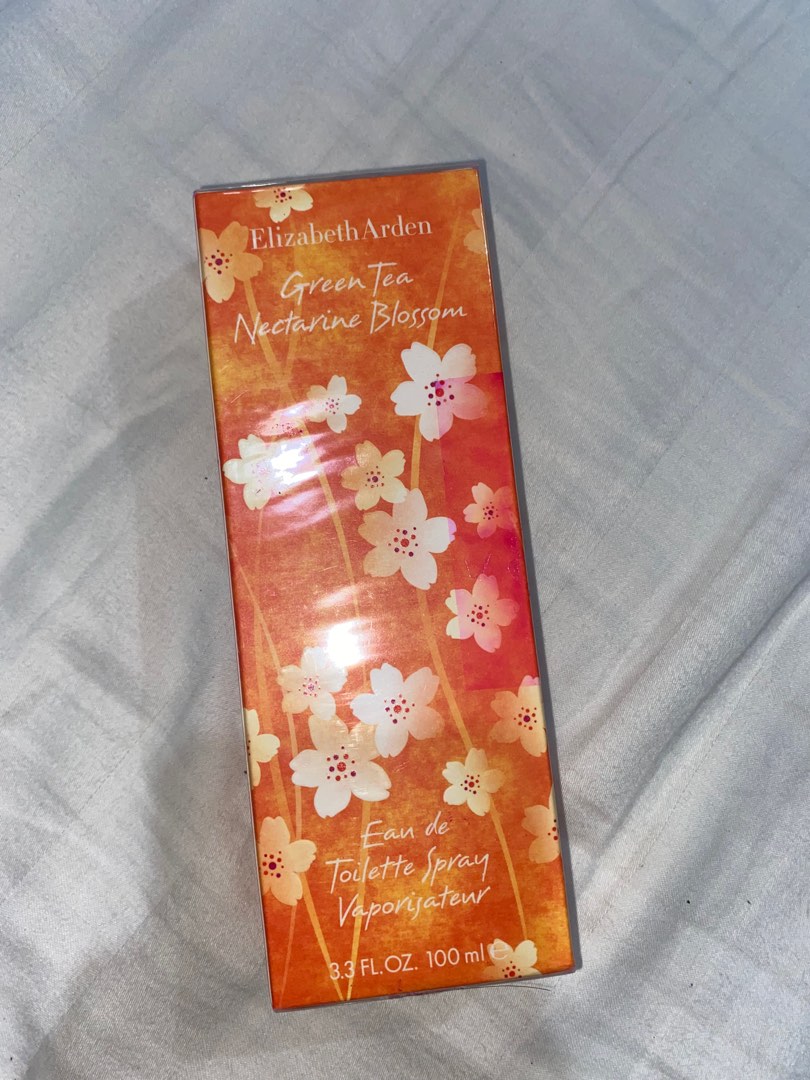 Elizabeth Arden
Green Tea
Nectarine Blossom
Eau de
Toilette Spray
Vaporisateur
3.3 FL.OZ. 100 ml ℮